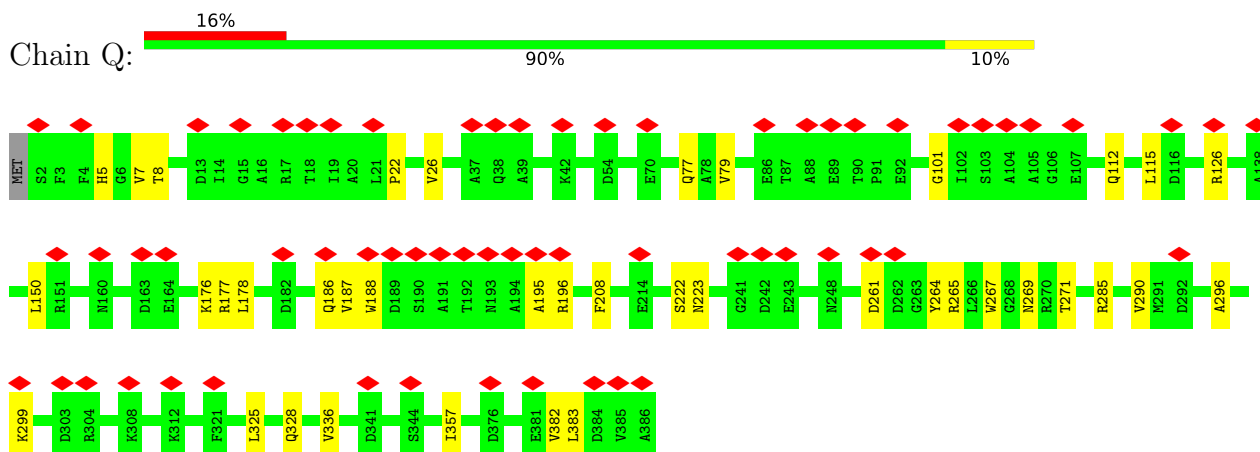 16%
Chain Q:
90% 10%
MET S2 F3 F4 H5 G6 V7 T8 D13 I14 G15 A16 R17 T18 I19 A20 L21 P22 V26 A37 Q38 A39 K42 D54 E70 Q77 A78 V79 E86 T87 A88 E89 T90 P91 E92 G101 I102 S103 A104 A105 G106 E107 Q112 L115 D116 R126 A138
L150 R151 N160 D163 E164 K176 R177 L178 D182 Q186 V187 W188 D189 S190 A191 T192 N193 A194 A195 R196 F208 E214 S222 N223 G241 D242 E243 N248 D261 D262 G263 Y264 R265 L266 W267 G268 N269 R270 T271 R285 V290 M291 D292 A296
K299 D303 R304 K308 K312 F321 L325 Q328 V336 D341 S344 I357 D376 E381 V382 L383 D384 V385 A386